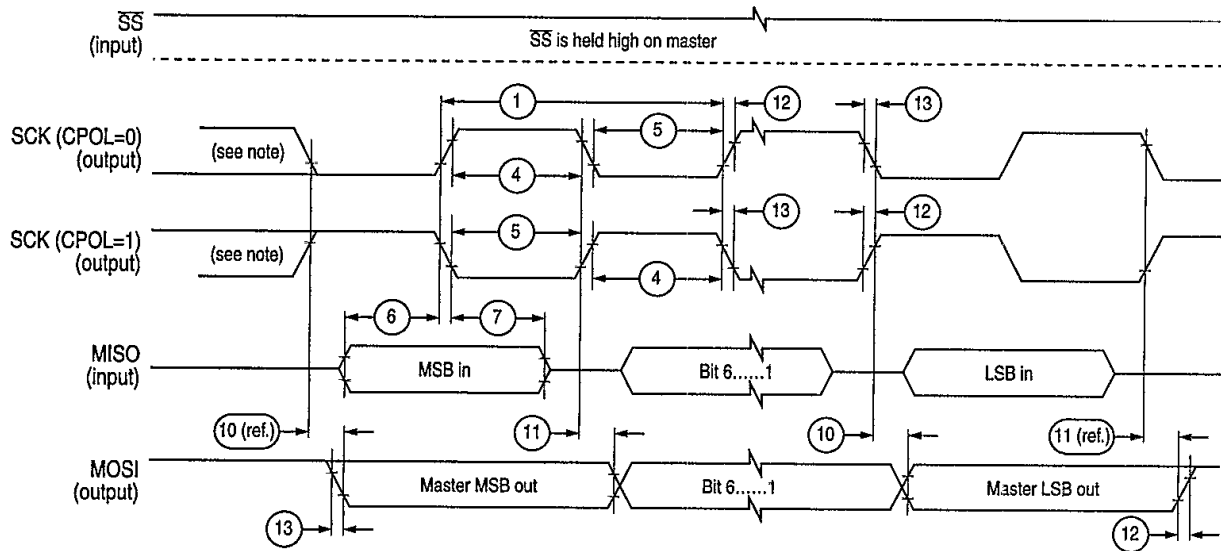 SS
(input)
SS is held high on master
1
12
13
SCK (CPOL=0)
(output)
(see note)
5
4
13
12
SCK (CPOL=1)
(output)
(see note)
5
4
6
7
MISO
(input)
MSB in
Bit 6......1
LSB in
10 (ref.)
11
10
11 (ref.)
MOSI
(output)
Master MSB out
Bit 6......1
Master LSB out
13
12